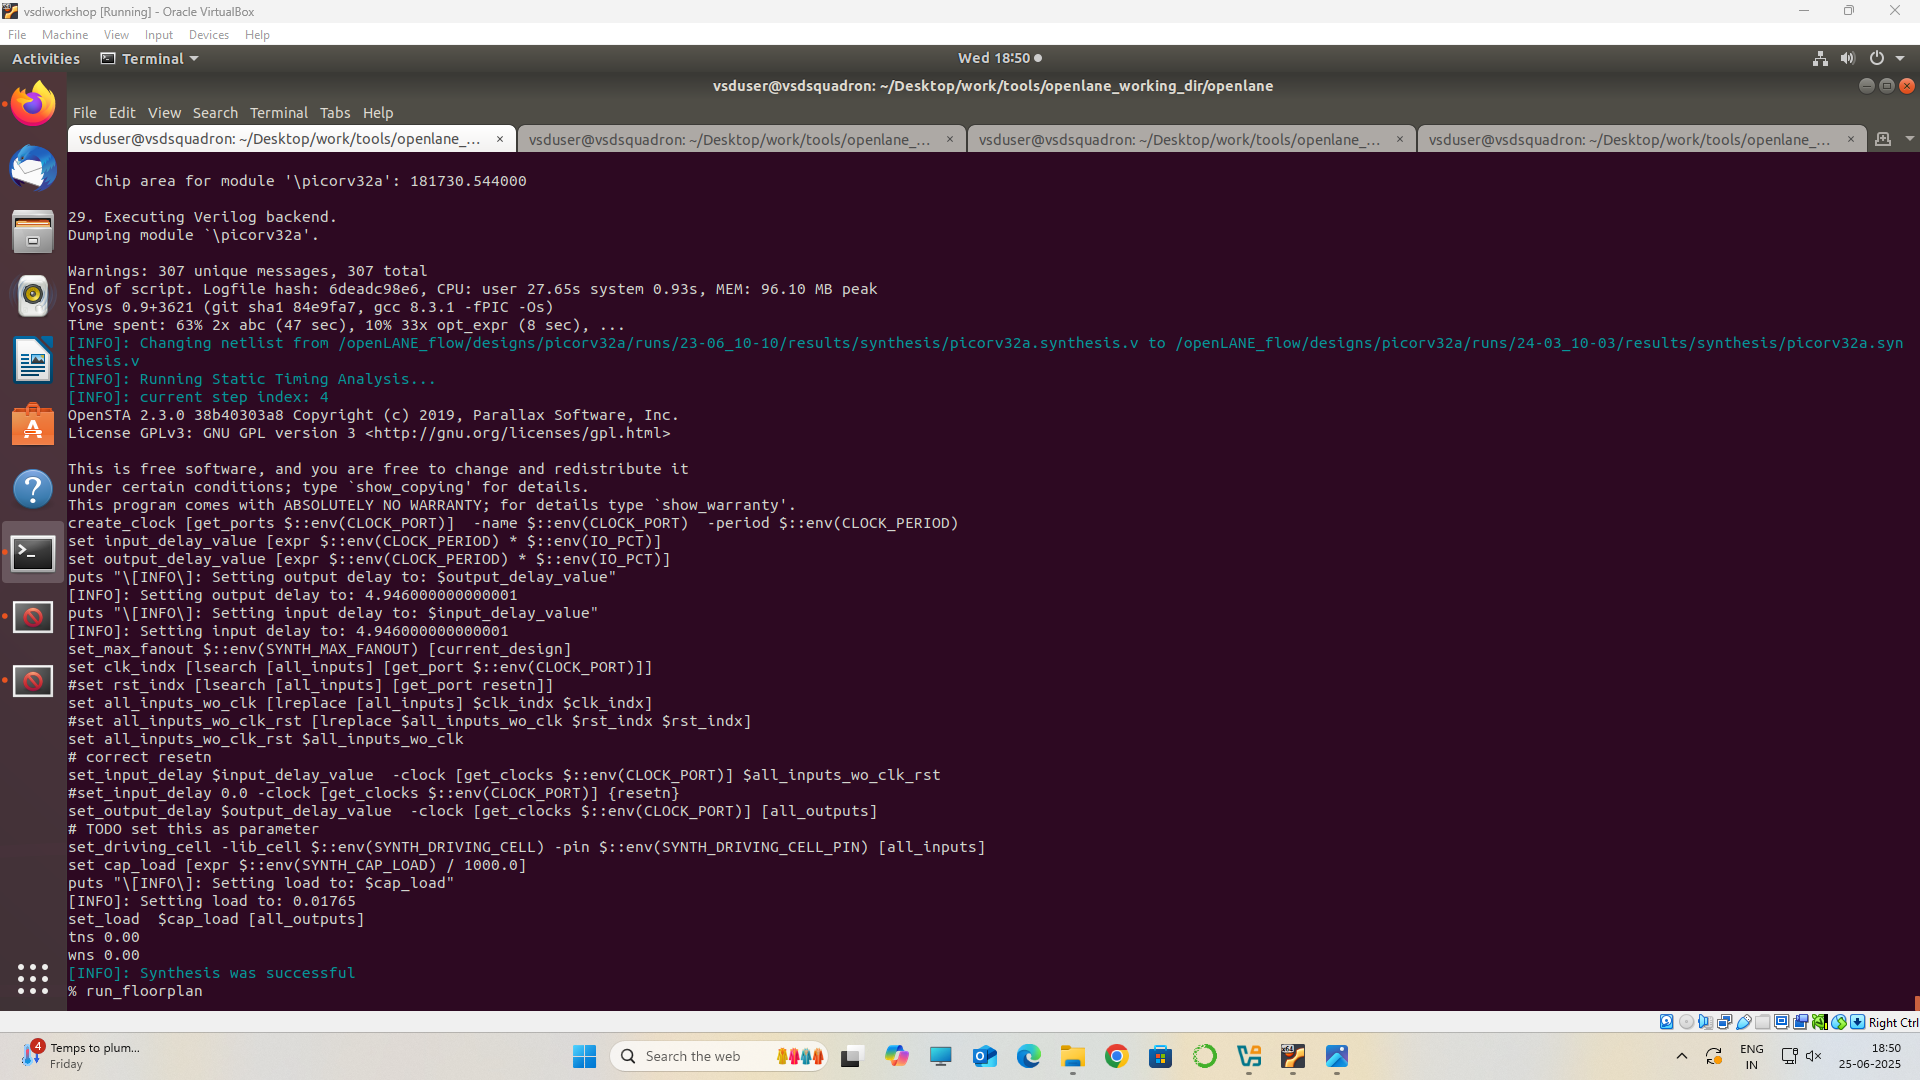 vsdiworkshop [Running] - Oracle VirtualBox
File Machine View Input Devices Help
Activities Terminal Wed 18:50
vsduser@vsdsquadron: ~/Desktop/work/tools/openlane_working_dir/openlane
File Edit View Search Terminal Tabs Help
vsduser@vsdsquadron: ~/Desktop/work/tools/openlane_... × vsduser@vsdsquadron: ~/Desktop/work/tools/openlane_... × vsduser@vsdsquadron: ~/Desktop/work/tools/openlane_... × vsduser@vsdsquadron: ~/Desktop/work/tools/openlane_... ×
Chip area for module '\picorv32a': 181730.544000
29. Executing Verilog backend.
Dumping module `\picorv32a'.
Warnings: 307 unique messages, 307 total
End of script. Logfile hash: 6deadc98e6, CPU: user 27.65s system 0.93s, MEM: 96.10 MB peak
Yosys 0.9+3621 (git sha1 84e9fa7, gcc 8.3.1 -fPIC -Os)
Time spent: 63% 2x abc (47 sec), 10% 33x opt_expr (8 sec), ...
[INFO]: Changing netlist from /openLANE_flow/designs/picorv32a/runs/23-06_10-10/results/synthesis/picorv32a.synthesis.v to /openLANE_flow/designs/picorv32a/runs/24-03_10-03/results/synthesis/picorv32a.syn
thesis.v
[INFO]: Running Static Timing Analysis...
[INFO]: current step index: 4
OpenSTA 2.3.0 38b40303a8 Copyright (c) 2019, Parallax Software, Inc.
License GPLv3: GNU GPL version 3 <http://gnu.org/licenses/gpl.html>
This is free software, and you are free to change and redistribute it
under certain conditions; type `show_copying' for details.
This program comes with ABSOLUTELY NO WARRANTY; for details type `show_warranty'.
create_clock [get_ports $::env(CLOCK_PORT)]  -name $::env(CLOCK_PORT)  -period $::env(CLOCK_PERIOD)
set input_delay_value [expr $::env(CLOCK_PERIOD) * $::env(IO_PCT)]
set output_delay_value [expr $::env(CLOCK_PERIOD) * $::env(IO_PCT)]
puts "\[INFO\]: Setting output delay to: $output_delay_value"
[INFO]: Setting output delay to: 4.946000000000001
puts "\[INFO\]: Setting input delay to: $input_delay_value"
[INFO]: Setting input delay to: 4.946000000000001
set_max_fanout $::env(SYNTH_MAX_FANOUT) [current_design]
set clk_indx [lsearch [all_inputs] [get_port $::env(CLOCK_PORT)]]
#set rst_indx [lsearch [all_inputs] [get_port resetn]]
set all_inputs_wo_clk [lreplace [all_inputs] $clk_indx $clk_indx]
#set all_inputs_wo_clk_rst [lreplace $all_inputs_wo_clk $rst_indx $rst_indx]
set all_inputs_wo_clk_rst $all_inputs_wo_clk
# correct resetn
set_input_delay $input_delay_value  -clock [get_clocks $::env(CLOCK_PORT)] $all_inputs_wo_clk_rst
#set_input_delay 0.0 -clock [get_clocks $::env(CLOCK_PORT)] {resetn}
set_output_delay $output_delay_value  -clock [get_clocks $::env(CLOCK_PORT)] [all_outputs]
# TODO set this as parameter
set_driving_cell -lib_cell $::env(SYNTH_DRIVING_CELL) -pin $::env(SYNTH_DRIVING_CELL_PIN) [all_inputs]
set cap_load [expr $::env(SYNTH_CAP_LOAD) / 1000.0]
puts "\[INFO\]: Setting load to: $cap_load"
[INFO]: Setting load to: 0.01765
set_load  $cap_load [all_outputs]
tns 0.00
wns 0.00
[INFO]: Synthesis was successful
% run_floorplan
Right Ctrl
4 Temps to plum...
Friday
Search the web
ENG
IN
18:50
25-06-2025